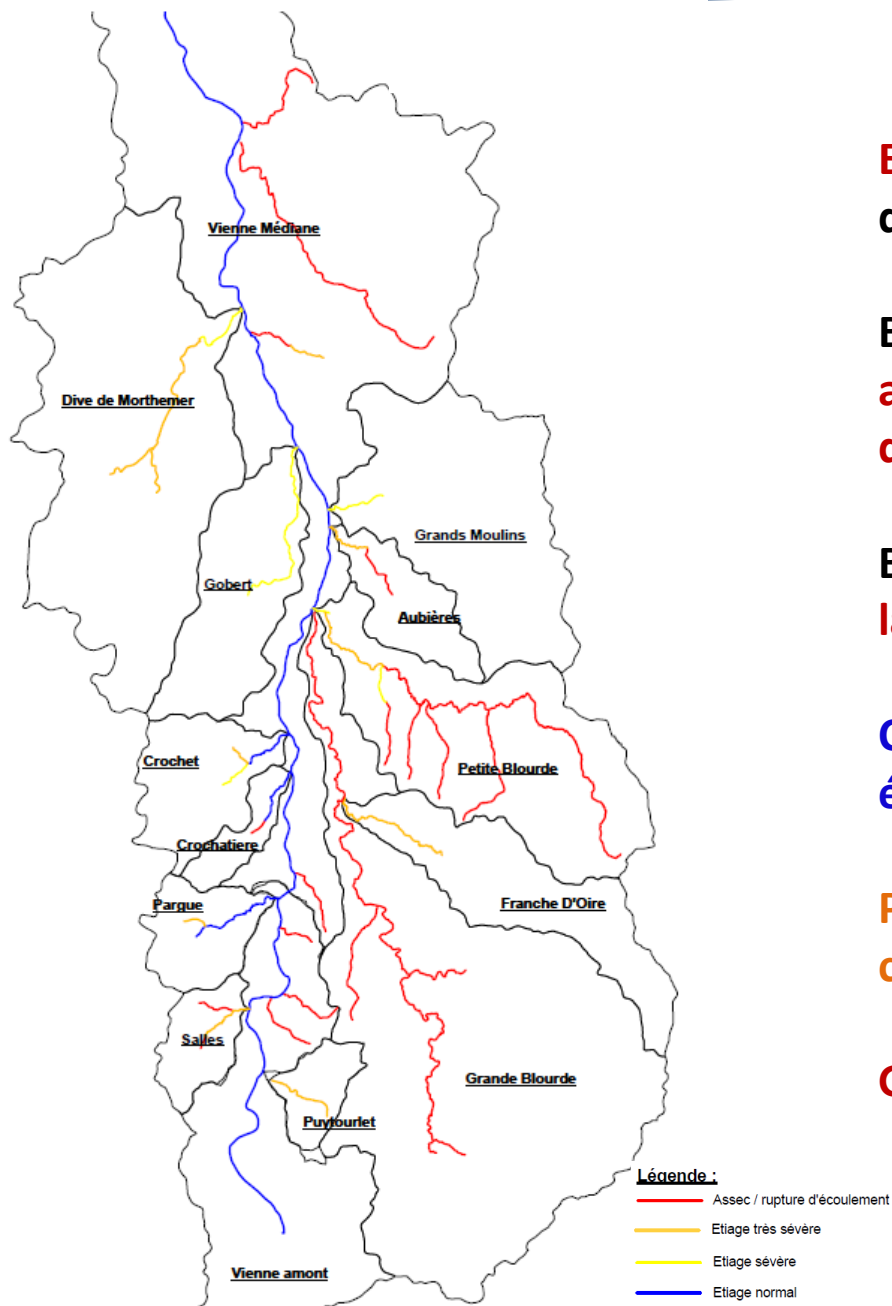 Vienne Médiane
Dive de Morthemer
Grands Moulins
Gobert
Aubières
Crochet
Petite Blourde
Crochatiere
Pargue
Franche D'Oire
Salles
Grande Blourde
Puytourlet
Vienne amont
Légende :
Assec / rupture d'écoulement
Etiage très sévère
Etiage sévère
Etiage normal